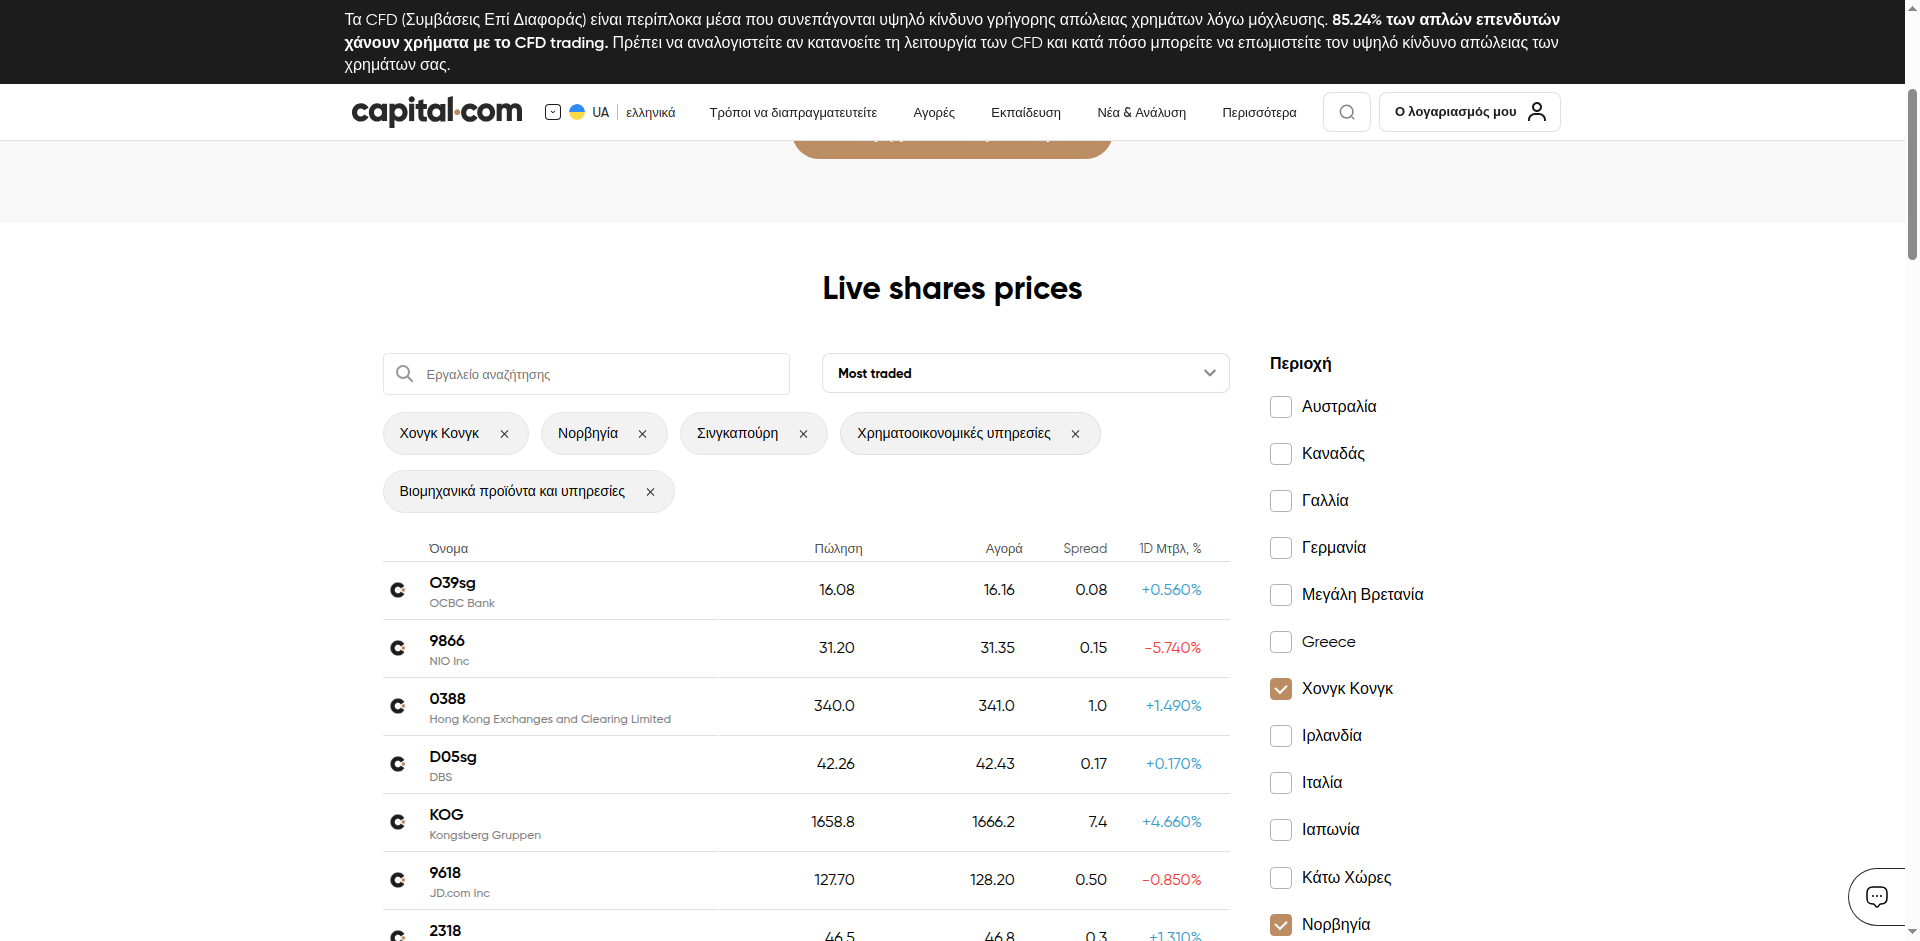 Τα CFD (Συμβάσεις Επί Διαφοράς) είναι περίπλοκα μέσα που συνεπάγονται υψηλό κίνδυνο γρήγορης απώλειας χρημάτων λόγω μόχλευσης. 85.24% των απλών επενδυτών
χάνουν χρήματα με το CFD trading. Πρέπει να αναλογιστείτε αν κατανοείτε τη λειτουργία των CFD και κατά πόσο μπορείτε να επωμιστείτε τον υψηλό κίνδυνο απώλειας των
χρημάτων σας.
capital.com UA ελληνικά Τρόποι να διαπραγματευτείτε Αγορές Εκπαίδευση Νέα & Ανάλυση Περισσότερα Ο λογαριασμός μου
Live shares prices
Εργαλείο αναζήτησης Most traded
Χονγκ Κονγκ Νορβηγία Σινγκαπούρη Χρηματοοικονομικές υπηρεσίες
Βιομηχανικά προϊόντα και υπηρεσίες
Όνομα Πώληση Αγορά Spread 1D Μτβλ, %
O39sg 16.08 16.16 0.08 +0.560%
OCBC Bank
9866 31.20 31.35 0.15 -5.740%
NIO Inc
0388 340.0 341.0 1.0 +1.490%
Hong Kong Exchanges and Clearing Limited
D05sg 42.26 42.43 0.17 +0.170%
DBS
KOG 1658.8 1666.2 7.4 +4.660%
Kongsberg Gruppen
9618 127.70 128.20 0.50 -0.850%
JD.com Inc
2318 46.5 46.8 0.3 +1.310%
Περιοχή
Αυστραλία
Καναδάς
Γαλλία
Γερμανία
Μεγάλη Βρετανία
Greece
Χονγκ Κονγκ
Ιρλανδία
Ιταλία
Ιαπωνία
Κάτω Χώρες
Νορβηγία